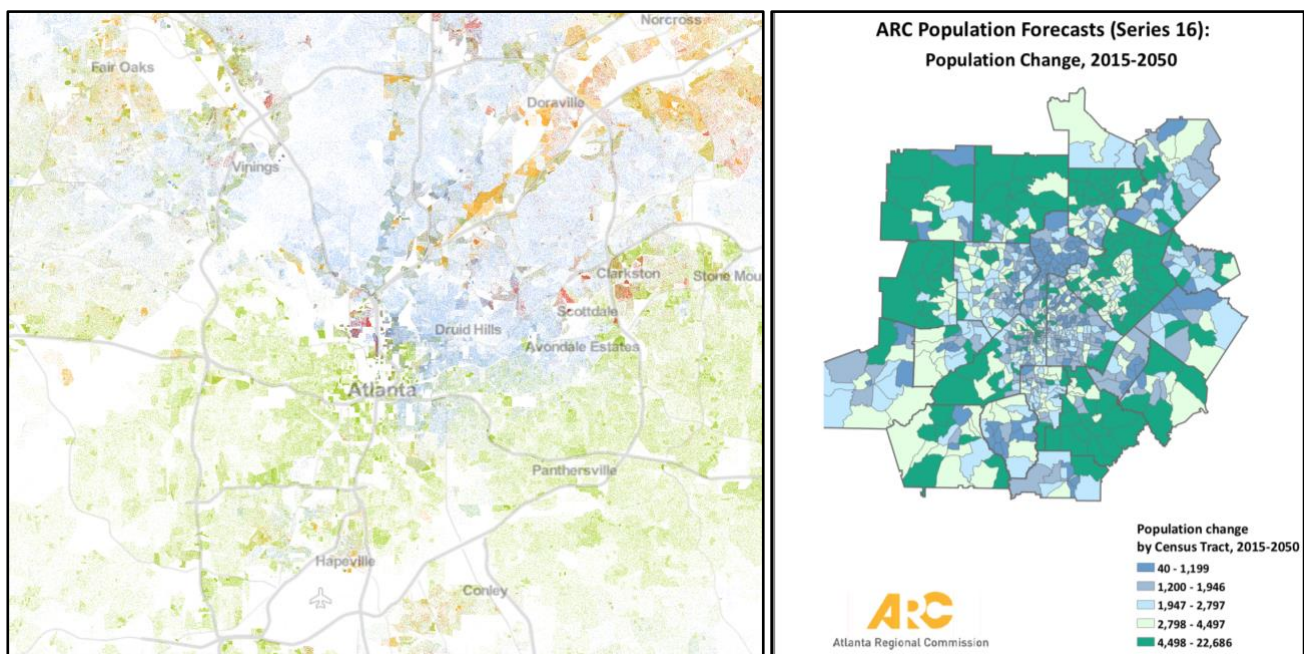 Norcross
Fair Oaks
Doraville
Vinings
Clarkston
Stone Mou
Scottdale
Druid Hills
Avondale Estates
Atlanta
Panthersville
Hapeville
Conley
ARC Population Forecasts (Series 16):
Population Change, 2015-2050
Population change
by Census Tract, 2015-2050
40 - 1,199
1,200 - 1,946
1,947 - 2,797
2,798 - 4,497
4,498 - 22,686
ARC
Atlanta Regional Commission